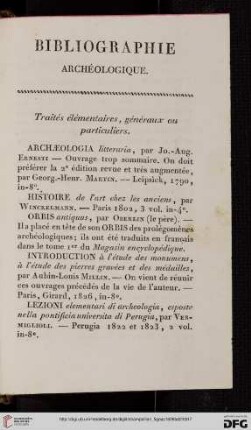 BIBLIOGRAPHIE
ARCHÉOLOGIQUE.
Traités élémentaires, généraux ou
particuliers.
ARCHÆOLOGIA litteraria, par Jo.-Aug.
ERNESTI — Ouvrage trop sommaire. On doit
préférer la 2e édition revue et très augmentée,
par Georg.-Henr. MARTIN. — Leipsick, 1790,
in-8°.
HISTOIRE de l'art chez les anciens, par
WINCKELMANN. — Paris 1802, 3 vol. in-4°.
ORBIS antiquus, par OBERLIN (le père). —
Il a placé en tête de son ORBIS des prolégomènes
archéologiques; ils ont été traduits en français
dans le tome 1er du Magasin encyclopédique.
INTRODUCTION à l'étude des monumens,
à l'étude des pierres gravées et des médailles,
par Aubin-Louis MILLIN. — On vient de réunir
ces ouvrages précédés de la vie de l'auteur. —
Paris, Girard, 1826, in-8°.
LEZIONI elementari di archeologia, esposte
nella pontificia universita di Perugia, par VER-
MIGLIOLI. — Perugia 1822 et 1823, 2 vol.
in-8°.